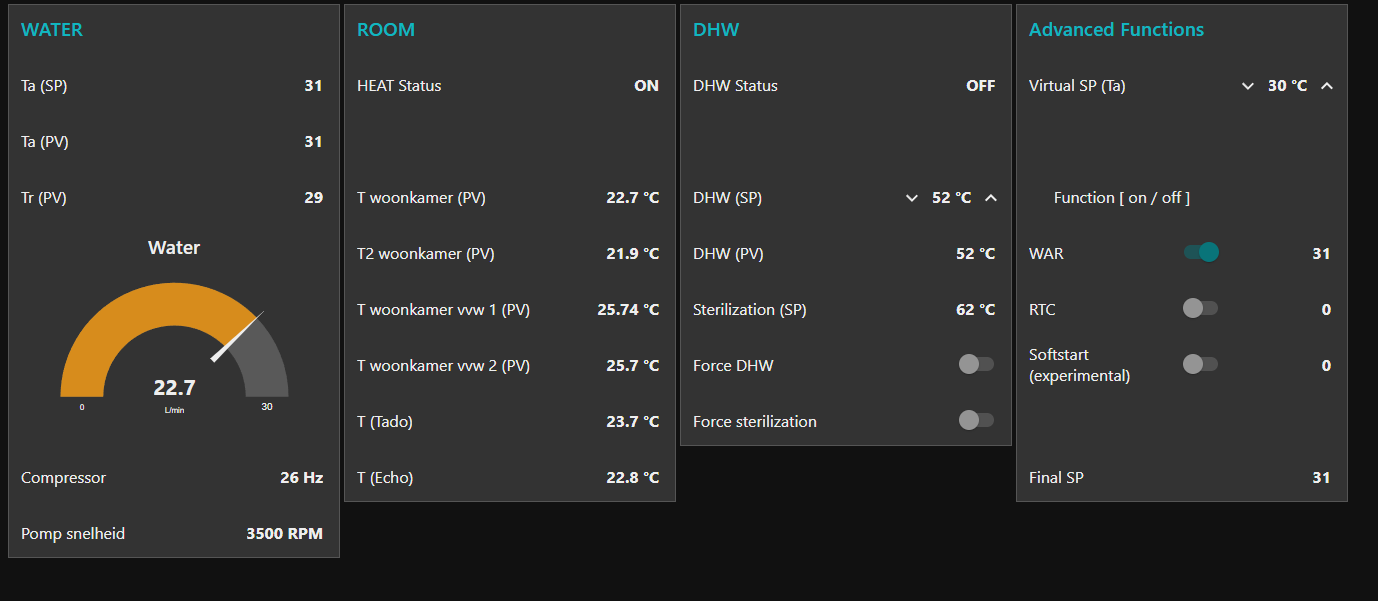 WATER
Ta (SP) 31
Ta (PV) 31
Tr (PV) 29
Water
22.7
L/min
0 30
Compressor 26 Hz
Pomp snelheid 3500 RPM
ROOM
HEAT Status ON
T woonkamer (PV) 22.7 °C
T2 woonkamer (PV) 21.9 °C
T woonkamer vvw 1 (PV) 25.74 °C
T woonkamer vvw 2 (PV) 25.7 °C
T (Tado) 23.7 °C
T (Echo) 22.8 °C
DHW
DHW Status OFF
DHW (SP) 52 °C
DHW (PV) 52 °C
Sterilization (SP) 62 °C
Force DHW
Force sterilization
Advanced Functions
Virtual SP (Ta) 30 °C
Function [ on / off ]
WAR 31
RTC 0
Softstart
(experimental) 0
Final SP 31